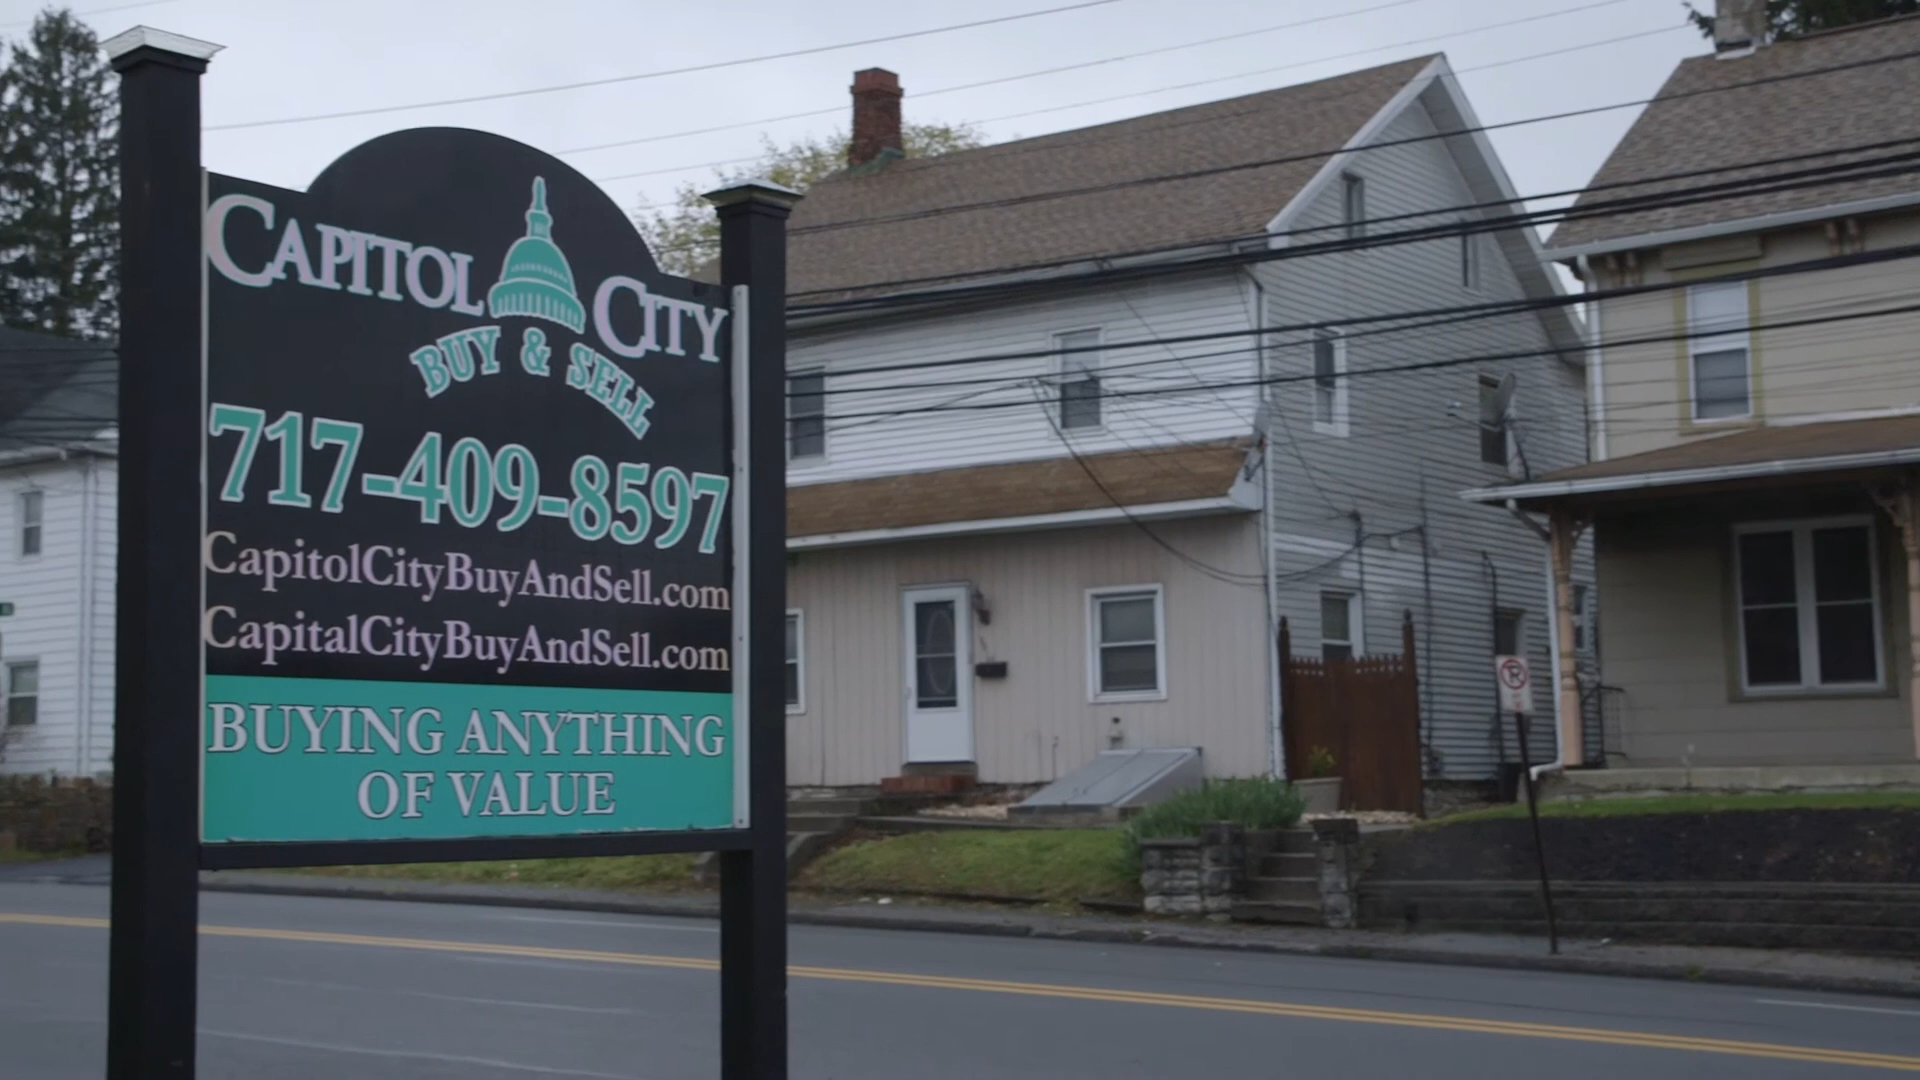 CAPITOL CITY
BUY & SELL
717-409-8597
CapitolCityBuyAndSell.com
CapitalCityBuyAndSell.com
BUYING ANYTHING
OF VALUE